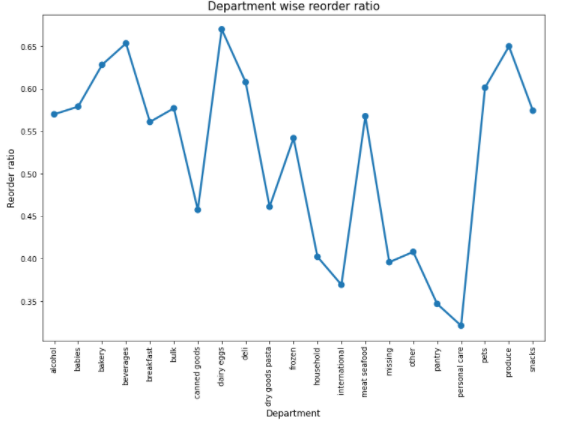 Department wise reorder ratio
Reorder ratio
0.65
0.60
0.55
0.50
0.45
0.40
0.35
alcohol
babies
bakery
beverages
breakfast
bulk
canned goods
dairy eggs
deli
dry goods pasta
frozen
household
international
meat seafood
missing
other
pantry
personal care
pets
produce
snacks
Department